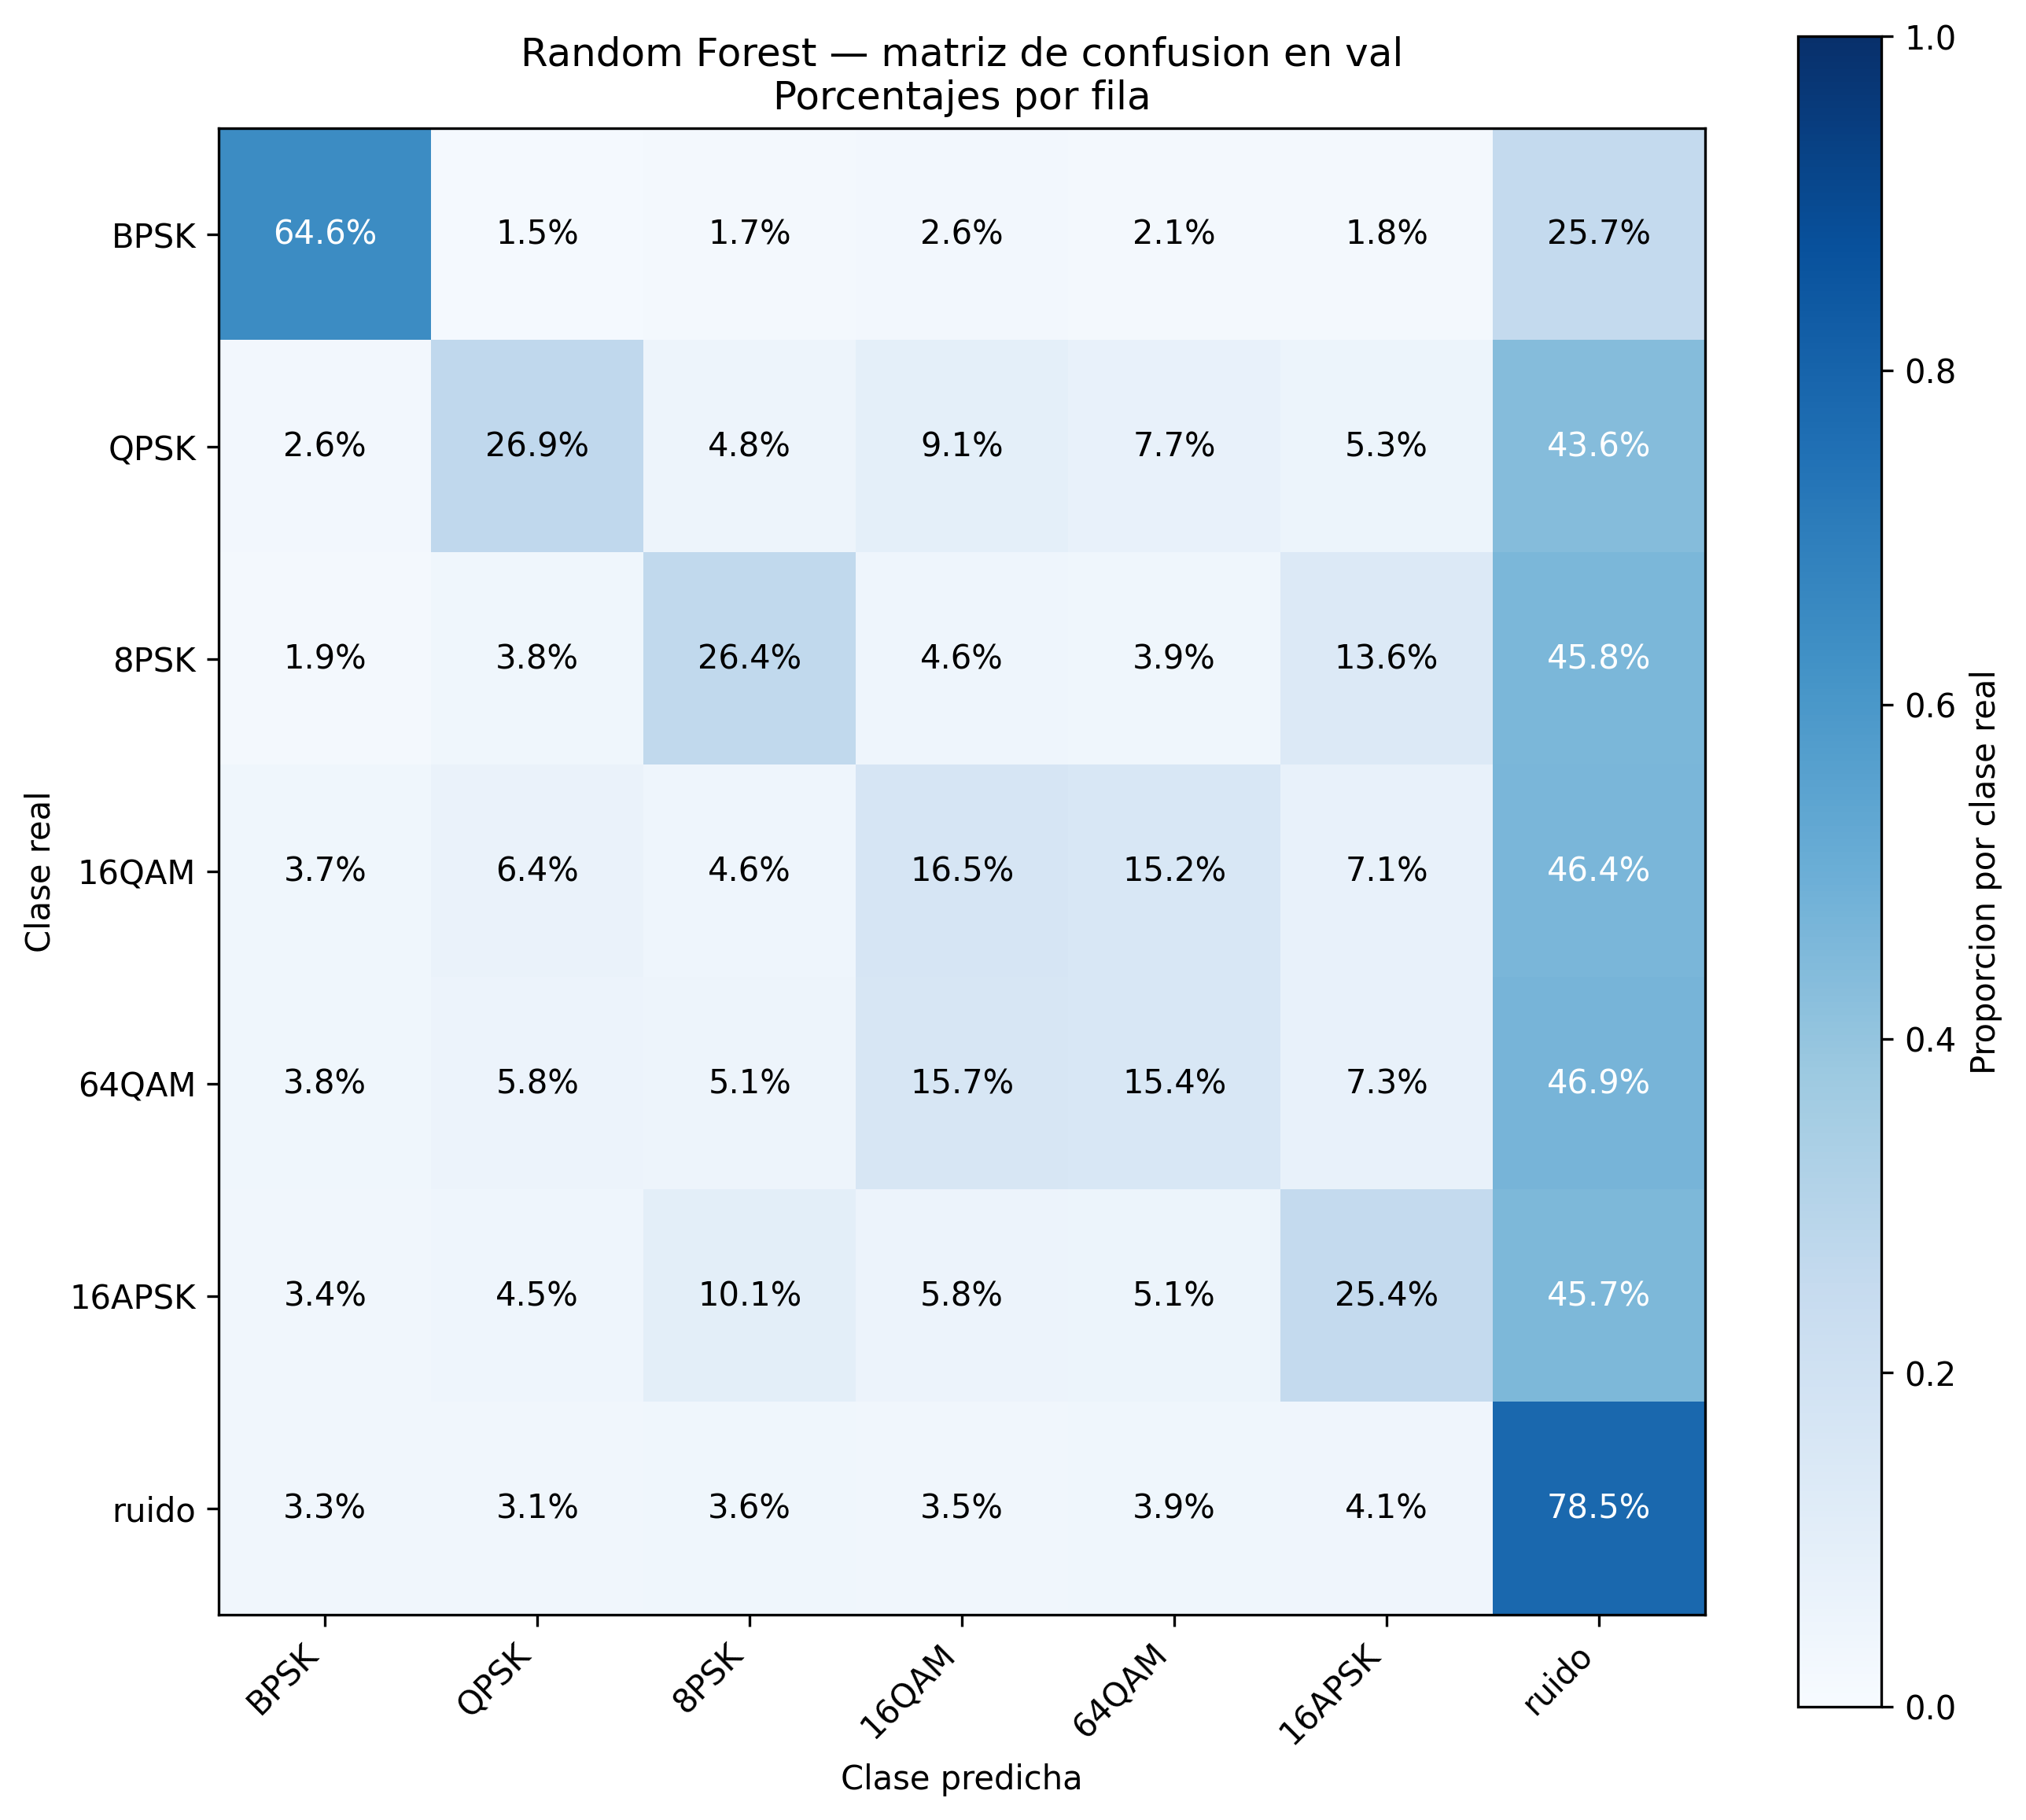 Random Forest — matriz de confusion en val
Porcentajes por fila
BPSK 64.6% 1.5% 1.7% 2.6% 2.1% 1.8% 25.7%
QPSK 2.6% 26.9% 4.8% 9.1% 7.7% 5.3% 43.6%
8PSK 1.9% 3.8% 26.4% 4.6% 3.9% 13.6% 45.8%
16QAM 3.7% 6.4% 4.6% 16.5% 15.2% 7.1% 46.4%
64QAM 3.8% 5.8% 5.1% 15.7% 15.4% 7.3% 46.9%
16APSK 3.4% 4.5% 10.1% 5.8% 5.1% 25.4% 45.7%
ruido 3.3% 3.1% 3.6% 3.5% 3.9% 4.1% 78.5%
BPSK QPSK 8PSK 16QAM 64QAM 16APSK ruido
Clase predicha
Clase real
1.0
0.8
0.6
0.4
0.2
0.0
Proporcion por clase real